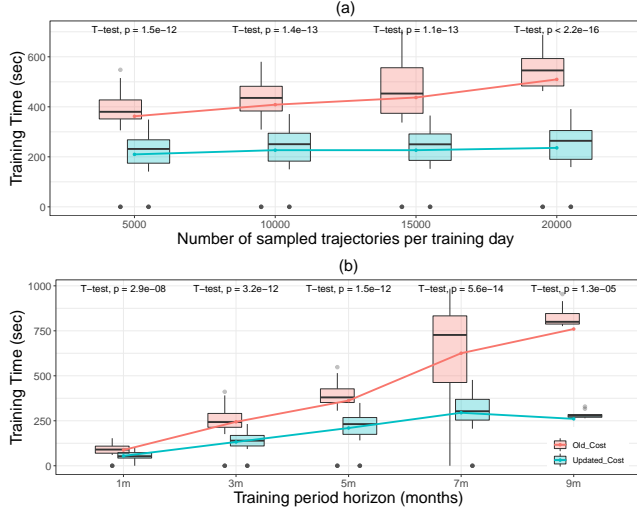 (a)
T-test, p = 1.5e-12 T-test, p = 1.4e-13 T-test, p = 1.1e-13 T-test, p < 2.2e-16
600
400
200
0
Training Time (sec)
5000 10000 15000 20000
Number of sampled trajectories per training day
(b)
T-test, p = 2.9e-08 T-test, p = 3.2e-12 T-test, p = 1.5e-12 T-test, p = 5.6e-14 T-test, p = 1.3e-05
1000
750
500
250
0
Training Time (sec)
Old_Cost
Updated_Cost
1m 3m 5m 7m 9m
Training period horizon (months)